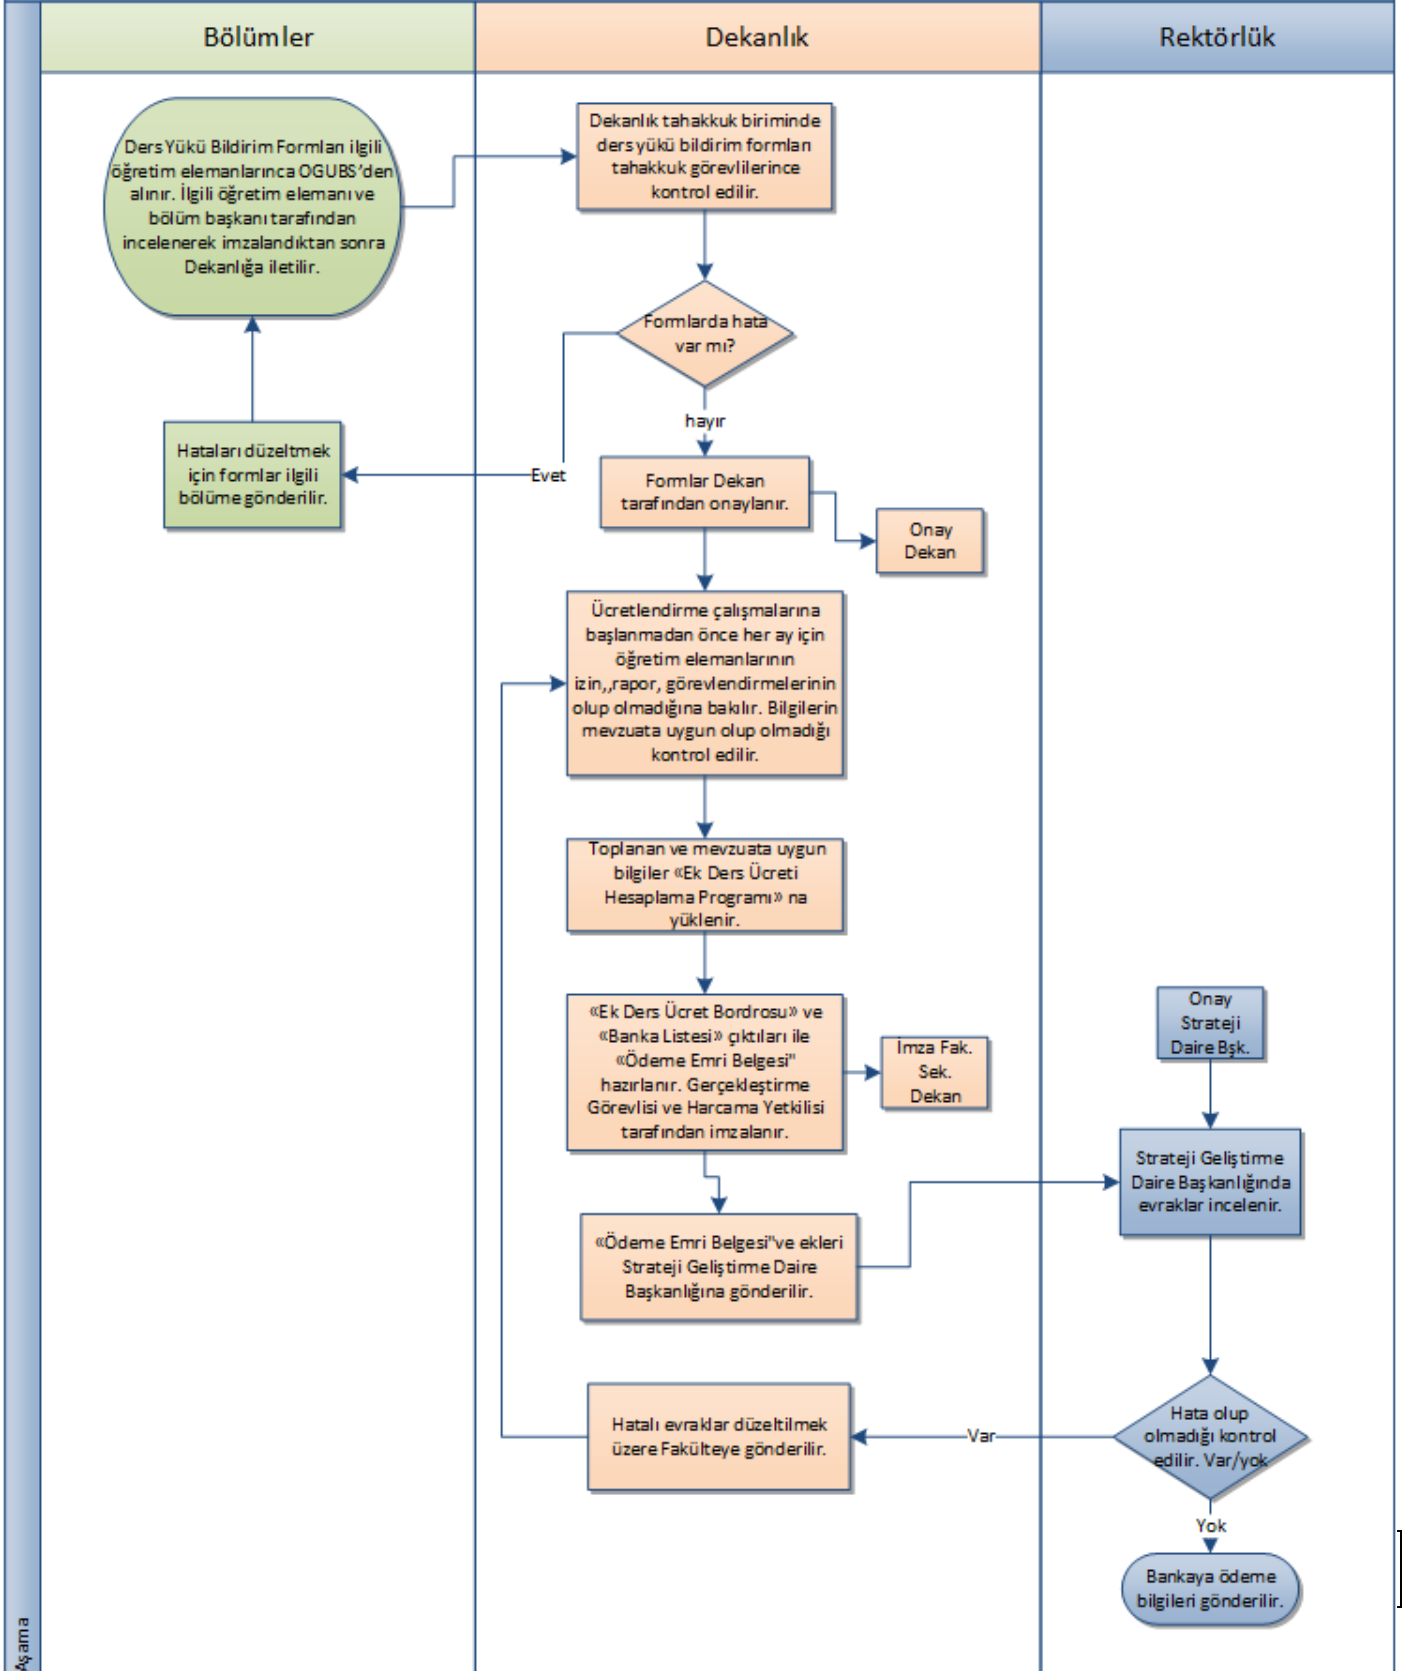 Bölümler
Dekanlık
Rektörlük
Ders Yükü Bildirim Formları ilgili
öğretim elemanlarınca OGUBS'den
alınır. İlgili öğretim elemanı ve
bölüm başkanı tarafından
incelenerek imzalandıktan sonra
Dekanlığa iletilir.
Dekanlık tahakkuk biriminde
ders yükü bildirim formları
tahakkuk görevlilerince
kontrol edilir.
Formlarda hata
var mı?
hayır
Evet
Hataları düzeltmek
için formlar ilgili
bölüme gönderilir.
Formlar Dekan
tarafından onaylanır.
Onay
Dekan
Ücretlendirme çalışmalarına
başlanmadan önce her ay için
öğretim elemanlarının
izin,,rapor, görevlendirmelerinin
olup olmadığına bakılır. Bilgilerin
mevzuata uygun olup olmadığı
kontrol edilir.
Toplanan ve mevzuata uygun
bilgiler «Ek Ders Ücreti
Hesaplama Programı» na
yüklenir.
«Ek Ders Ücret Bordrosu» ve
«Banka Listesi» çıktıları ile
«Ödeme Emri Belgesi"
hazırlanır. Gerçekleştirme
Görevlisi ve Harcama Yetkilisi
tarafından imzalanır.
İmza Fak.
Sek.
Dekan
Onay
Strateji
Daire Bşk.
Strateji Geliştirme
Daire Başkanlığında
evraklar incelenir.
«Ödeme Emri Belgesi"ve ekleri
Strateji Geliştirme Daire
Başkanlığına gönderilir.
Hatalı evraklar düzeltilmek
üzere Fakülteye gönderilir.
Var
Hata olup
olmadığı kontrol
edilir. Var/yok
Yok
Bankaya ödeme
bilgileri gönderilir.
Aşama